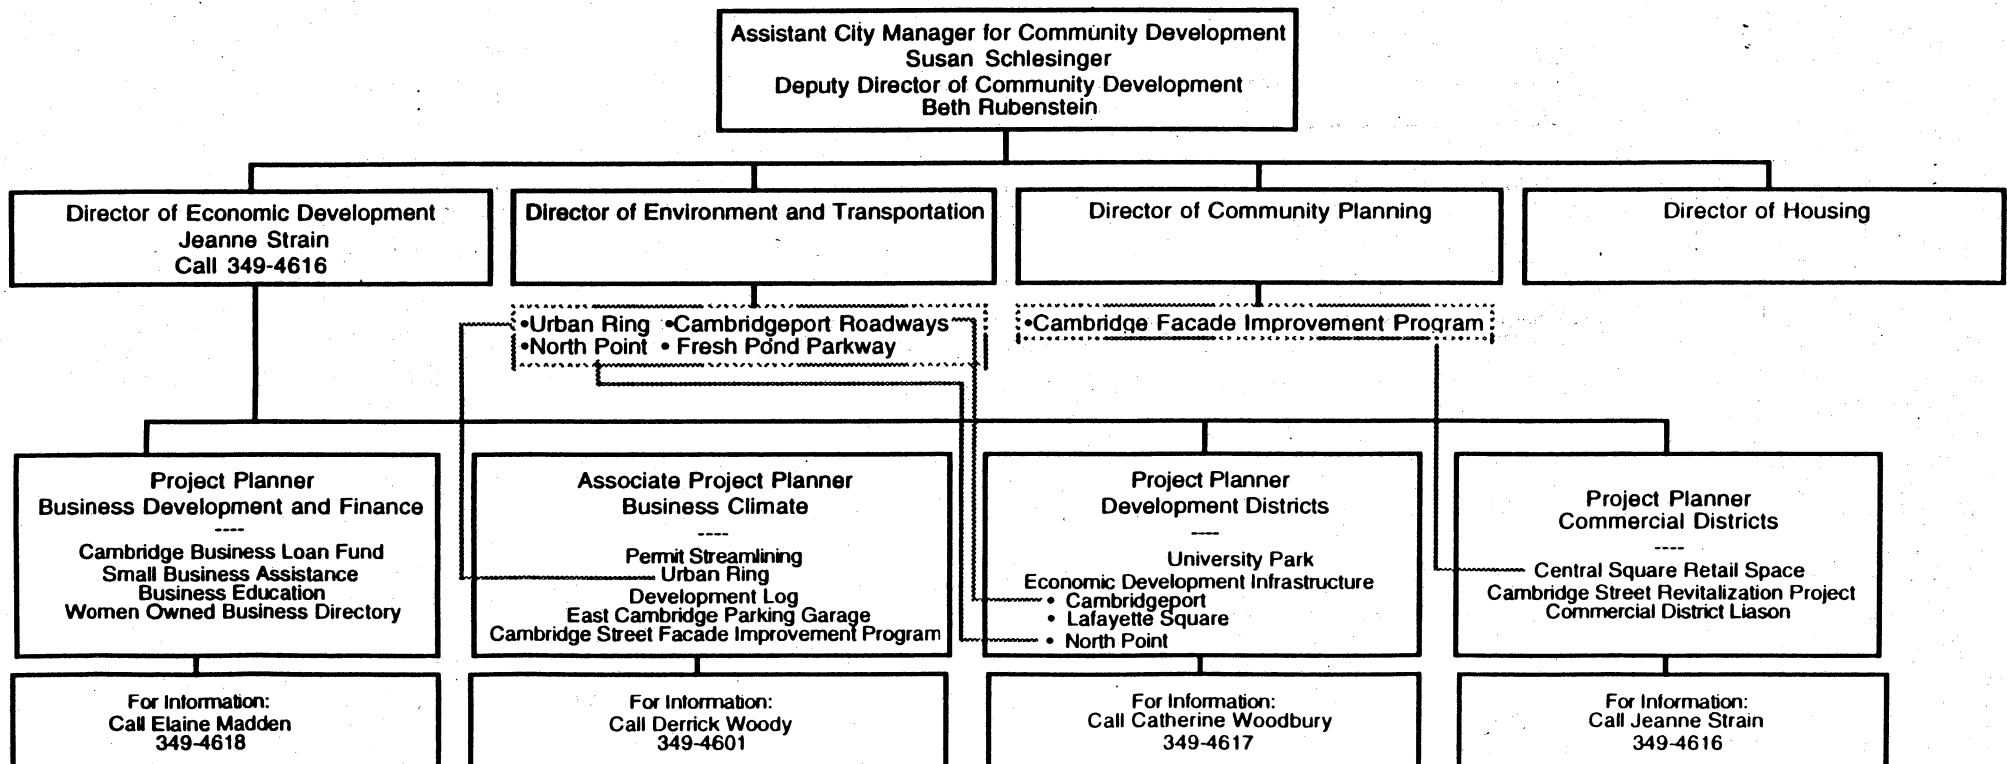 Assistant City Manager for Community Development
Susan Schlesinger
Deputy Director of Community Development
Beth Rubenstein
Director of Economic Development
Jeanne Strain
Call 349-4616
Director of Environment and Transportation
Director of Community Planning
Director of Housing
•Urban Ring •Cambridgeport Roadways
•North Point • Fresh Pond Parkway
•Cambridge Facade Improvement Program
Project Planner
Business Development and Finance
----
Cambridge Business Loan Fund
Small Business Assistance
Business Education
Women Owned Business Directory
Associate Project Planner
Business Climate
----
Permit Streamlining
Urban Ring
Development Log
East Cambridge Parking Garage
Cambridge Street Facade Improvement Program
Project Planner
Development Districts
----
University Park
Economic Development Infrastructure
• Cambridgeport
• Lafayette Square
• North Point
Project Planner
Commercial Districts
----
Central Square Retail Space
Cambridge Street Revitalization Project
Commercial District Liason
For Information:
Call Elaine Madden
349-4618
For Information:
Call Derrick Woody
349-4601
For Information:
Call Catherine Woodbury
349-4617
For Information:
Call Jeanne Strain
349-4616